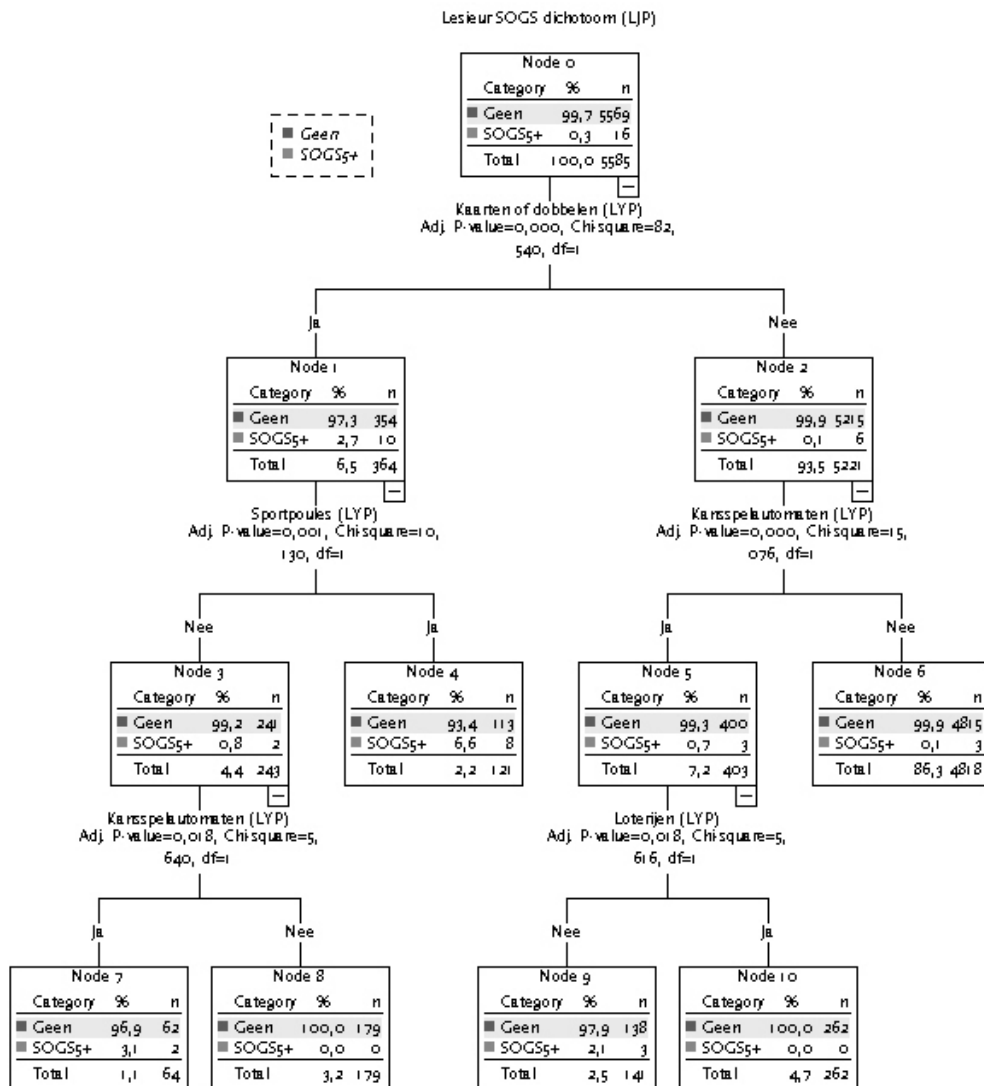 Lesieur SOGS dichotoom (LJP)
Node 0
Category % n
Geen 99,7 5569
SOGS5+ 0,3 16
Total 100,0 5585
Geen
SOGS5+
Kaarten of dobbelen (LYP)
Adj. P-value=0,000, Chi-square=82,
540, df=1
Ja
Nee
Node 1
Category % n
Geen 97,3 354
SOGS5+ 2,7 10
Total 6,5 364
Node 2
Category % n
Geen 99,9 5215
SOGS5+ 0,1 6
Total 93,5 5221
Sportpoules (LYP)
Adj. P-value=0,001, Chi-square=10,
130, df=1
Kansspelautomaten (LYP)
Adj. P-value=0,000, Chi-square=15,
076, df=1
Nee
Ja
Ja
Nee
Node 3
Category % n
Geen 99,2 241
SOGS5+ 0,8 2
Total 4,4 243
Node 4
Category % n
Geen 93,4 113
SOGS5+ 6,6 8
Total 2,2 121
Node 5
Category % n
Geen 99,3 400
SOGS5+ 0,7 3
Total 7,2 403
Node 6
Category % n
Geen 99,9 4815
SOGS5+ 0,1 3
Total 86,3 4818
Kansspelautomaten (LYP)
Adj. P-value=0,018, Chi-square=5,
640, df=1
Loterijen (LYP)
Adj. P-value=0,018, Chi-square=5,
616, df=1
Ja
Nee
Nee
Ja
Node 7
Category % n
Geen 96,9 62
SOGS5+ 3,1 2
Total 1,1 64
Node 8
Category % n
Geen 100,0 179
SOGS5+ 0,0 0
Total 3,2 179
Node 9
Category % n
Geen 97,9 138
SOGS5+ 2,1 3
Total 2,5 141
Node 10
Category % n
Geen 100,0 262
SOGS5+ 0,0 0
Total 4,7 262